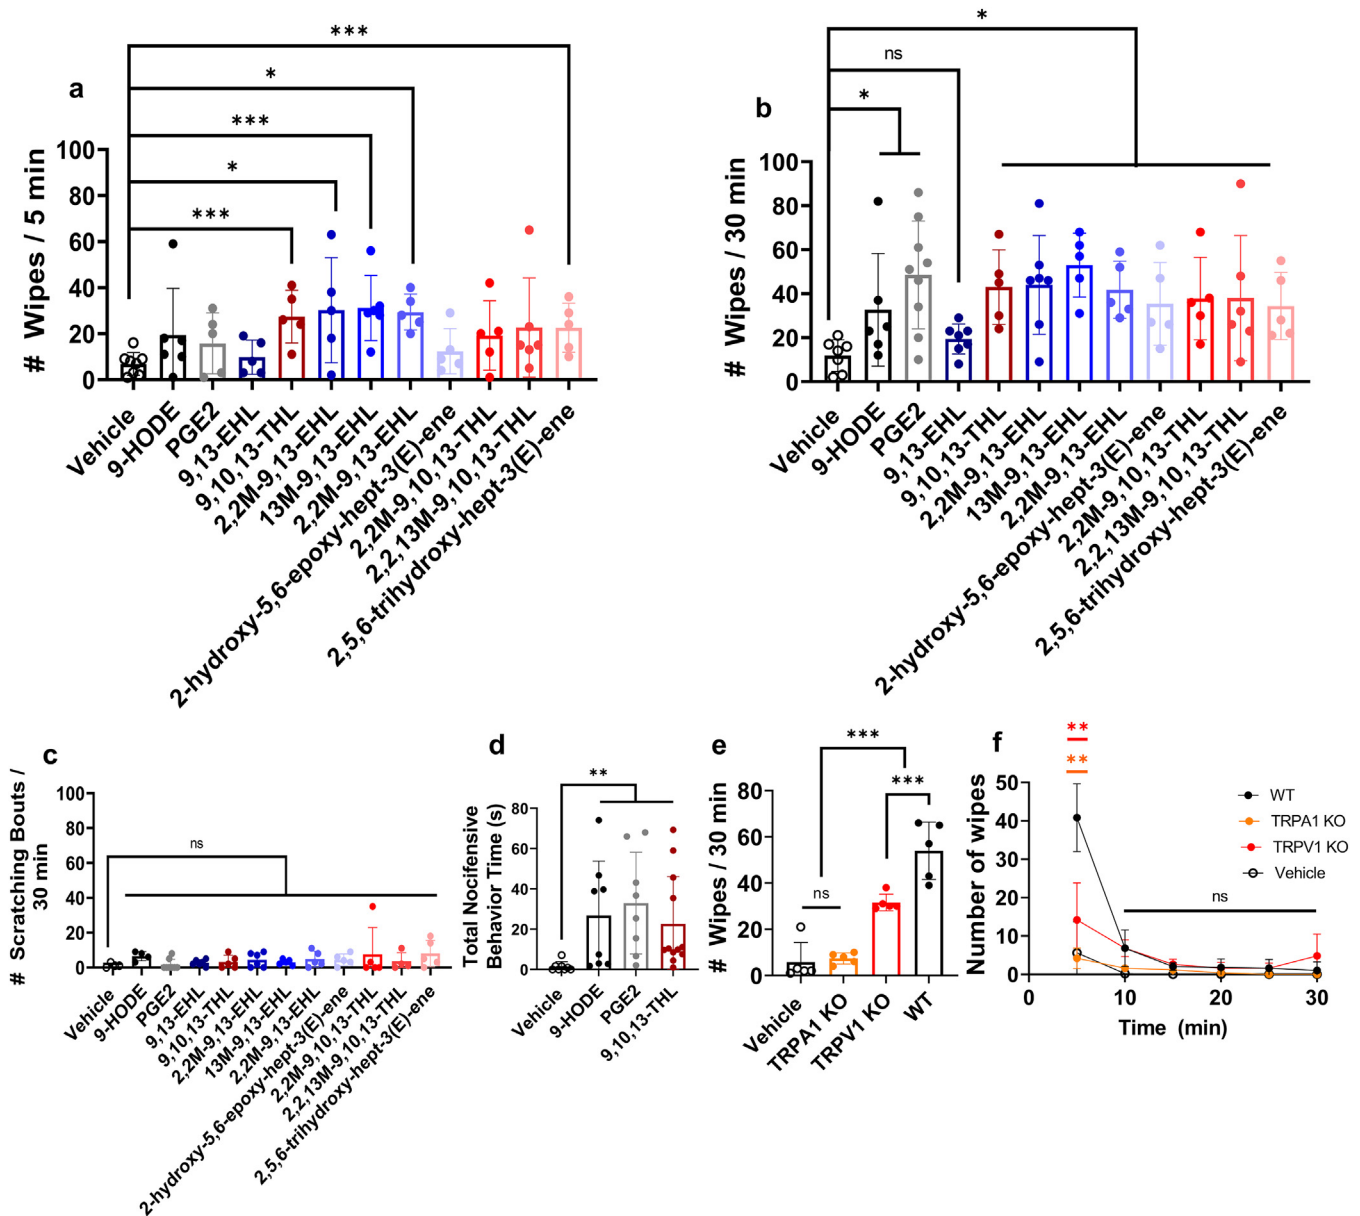 a
***
*
***
*
***
# Wipes / 5 min
100
80
60
40
20
0
Vehicle
9-HODE
PGE2
9,13-EHL
9,10,13-THL
2,2M-9,13-EHL
13M-9,13-EHL
2,2M-9,13-EHL
2-hydroxy-5,6-epoxy-hept-3(E)-ene
2,2M-9,10,13-THL
2,2,13M-9,10,13-THL
2,5,6-trihydroxy-hept-3(E)-ene
b
*
ns
*
# Wipes / 30 min
100
80
60
40
20
0
Vehicle
9-HODE
PGE2
9,13-EHL
9,10,13-THL
2,2M-9,13-EHL
13M-9,13-EHL
2,2M-9,13-EHL
2-hydroxy-5,6-epoxy-hept-3(E)-ene
2,2M-9,10,13-THL
2,2,13M-9,10,13-THL
2,5,6-trihydroxy-hept-3(E)-ene
c
# Scratching Bouts /
30 min
100
80
60
40
20
0
ns
Vehicle
9-HODE
PGE2
9,13-EHL
9,10,13-THL
2,2M-9,13-EHL
13M-9,13-EHL
2,2M-9,13-EHL
2-hydroxy-5,6-epoxy-hept-3(E)-ene
2,2M-9,10,13-THL
2,2,13M-9,10,13-THL
2,5,6-trihydroxy-hept-3(E)-ene
d
**
Total Nocifensive
Behavior Time (s)
80
60
40
20
0
Vehicle
9-HODE
PGE2
9,10,13-THL
e
***
***
ns
# Wipes / 30 min
80
60
40
20
0
Vehicle
TRPA1 KO
TRPV1 KO
WT
f
**
**
Number of wipes
50
40
30
20
10
0
ns
WT
TRPA1 KO
TRPV1 KO
Vehicle
0
10
20
30
Time (min)